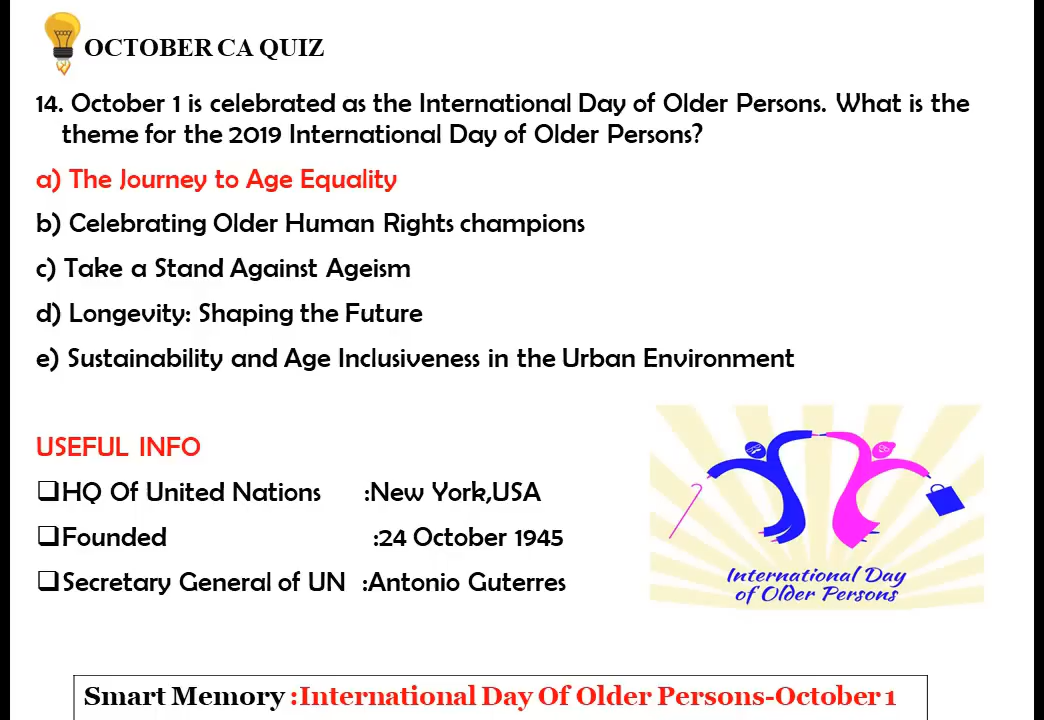 OCTOBER CA QUIZ
14. October 1 is celebrated as the International Day of Older Persons. What is the
theme for the 2019 International Day of Older Persons?
a) The Journey to Age Equality
b) Celebrating Older Human Rights champions
c) Take a Stand Against Ageism
d) Longevity: Shaping the Future
e) Sustainability and Age Inclusiveness in the Urban Environment
USEFUL INFO
❑HQ Of United Nations :New York,USA
❑Founded :24 October 1945
❑Secretary General of UN :Antonio Guterres
International Day
of Older Persons
Smart Memory :International Day Of Older Persons-October 1